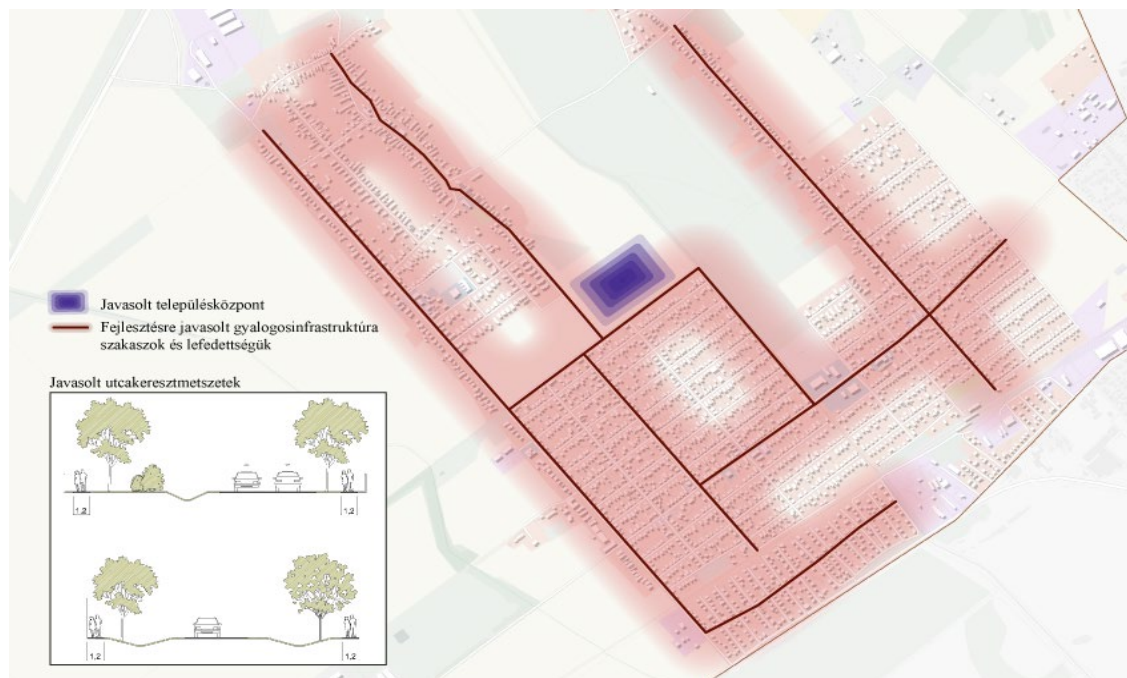 Javasolt településközpont
Fejlesztésre javasolt gyalogosinfrastruktúra
szakaszok és lefedettségük
Javasolt utcakeresztmetszetek
1,2
1,2
1,2
1,2